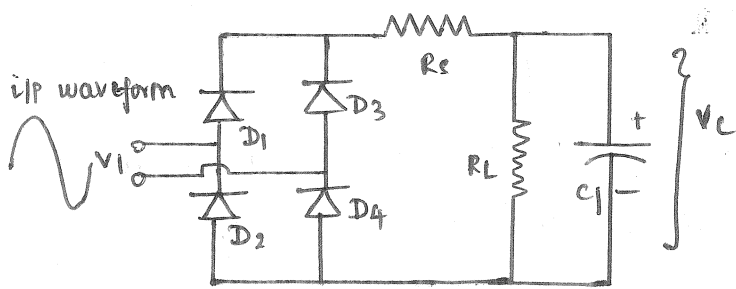 Rs
i/p waveform
D3
+
Vc
D1
V1
RL
C1
-
D4
D2